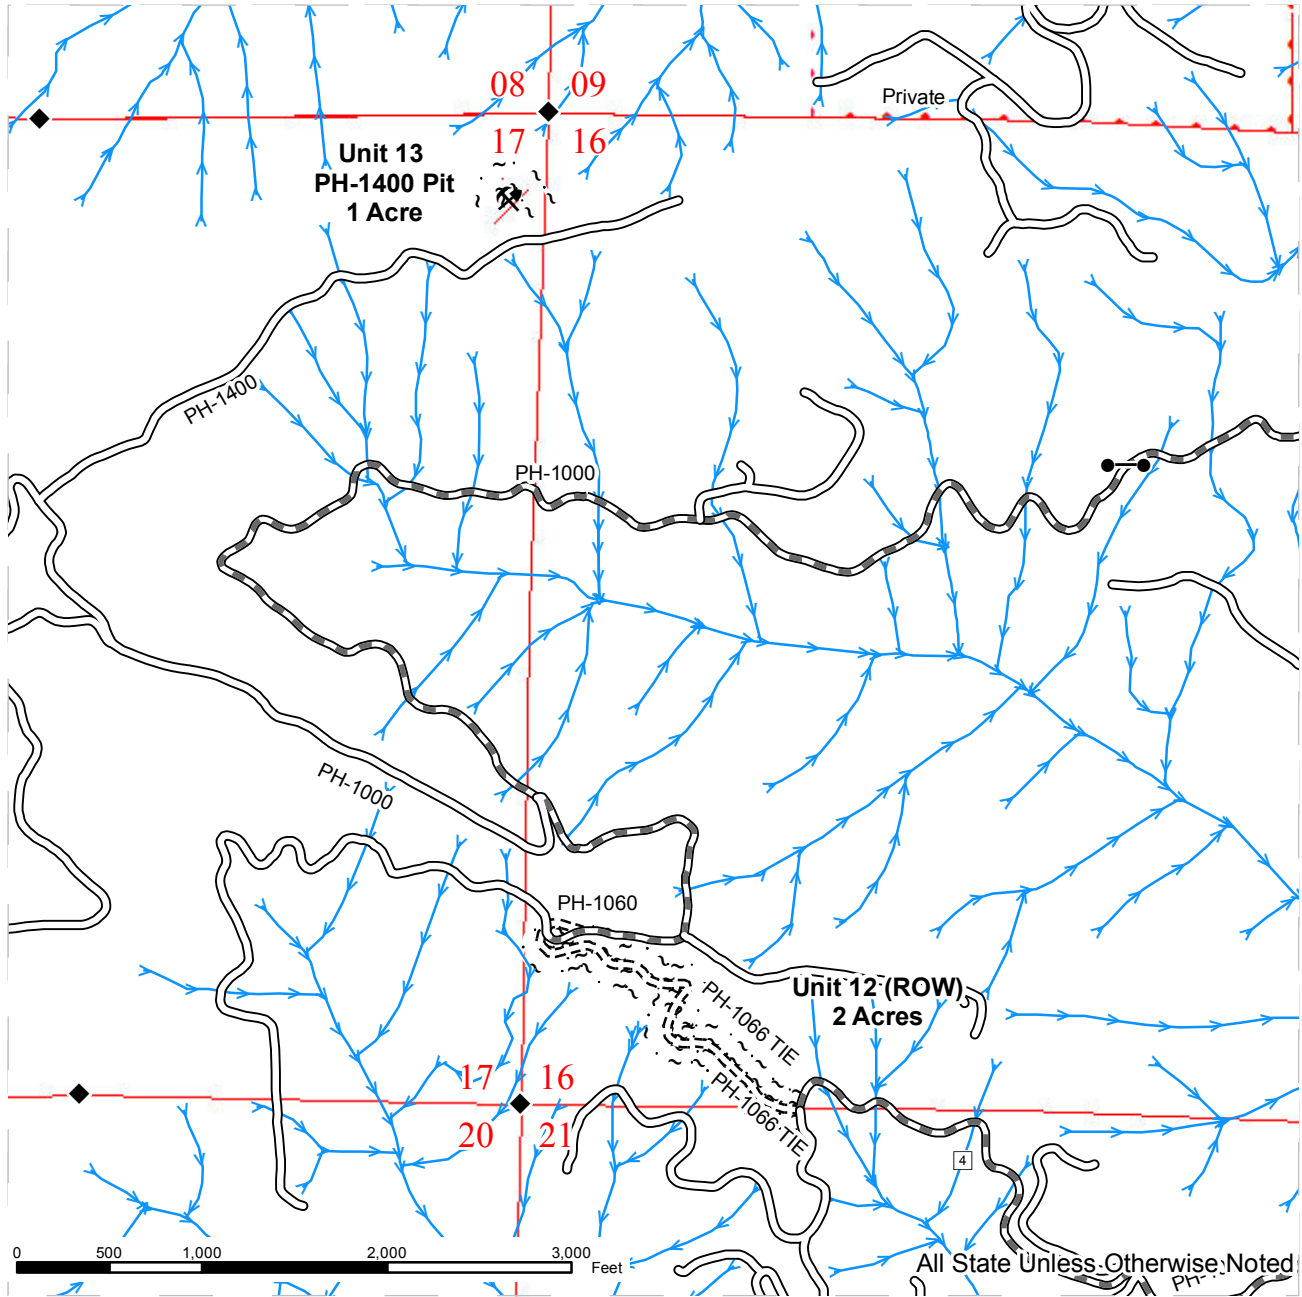 08 09
Private
17 16
Unit 13
PH-1400 Pit
1 Acre
PH-1400
PH-1000
PH-1000
PH-1060
PH-1066 TIE
Unit 12 (ROW)
2 Acres
17 16
PH-1066 TIE
20 21
4
0 500 1,000 2,000 3,000
Feet
All State Unless Otherwise Noted